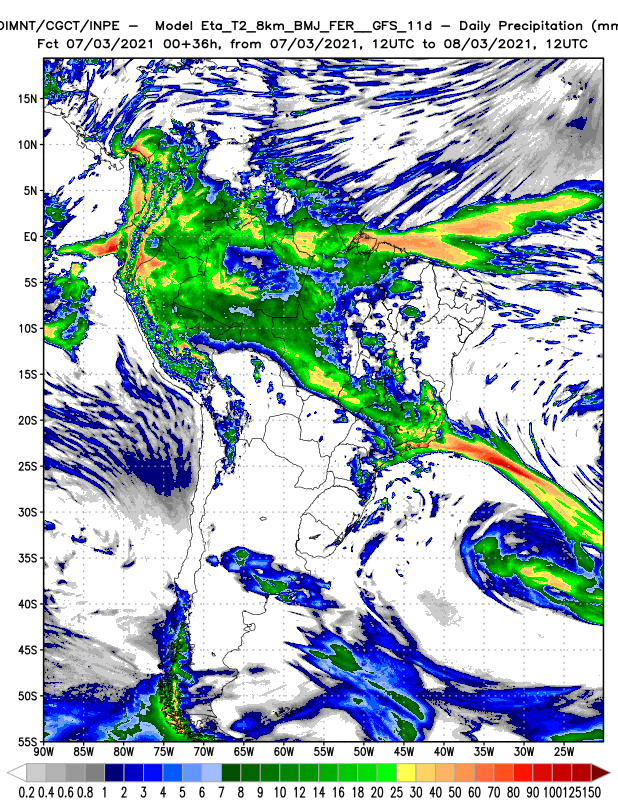 DIMNT/CGCT/INPE – Model Eta_T2_8km_BMJ_FER__GFS_11d – Daily Precipitation (mm
Fct 07/03/2021 00+36h, from 07/03/2021, 12UTC to 08/03/2021, 12UTC
15N
10N
5N
EQ
5S
10S
15S
20S
25S
30S
35S
40S
45S
50S
55S
90W 85W 80W 75W 70W 65W 60W 55W 50W 45W 40W 35W 30W 25W
0.2 0.4 0.6 0.8 1 2 3 4 5 6 7 8 9 10 12 14 16 18 20 25 30 40 50 60 70 80 90 100 125 150